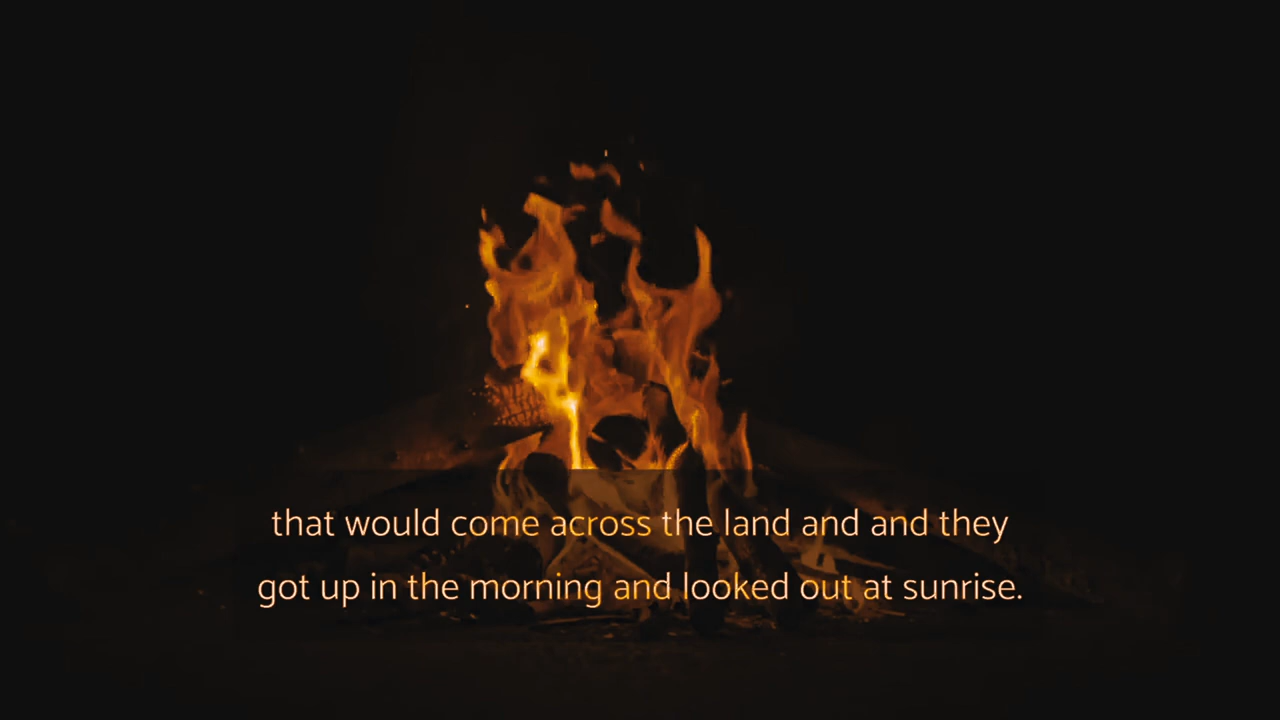 that would come across the land and and they
got up in the morning and looked out at sunrise.